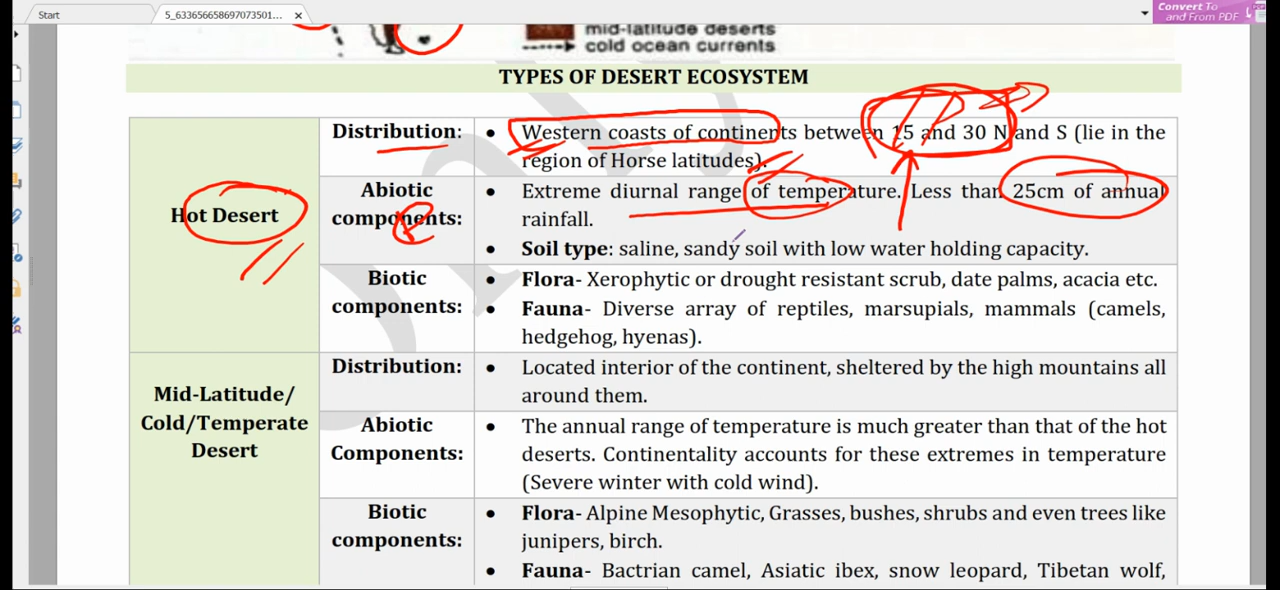 Start
5_633656658697073501...
Convert To
and From PDF
mid-latitude deserts
cold ocean currents
TYPES OF DESERT ECOSYSTEM
Hot Desert
Distribution:
• Western coasts of continents between 15 and 30 N and S (lie in the
region of Horse latitudes).
Abiotic
components:
• Extreme diurnal range of temperature. Less than 25cm of annual
rainfall.
• Soil type: saline, sandy soil with low water holding capacity.
Biotic
components:
• Flora- Xerophytic or drought resistant scrub, date palms, acacia etc.
• Fauna- Diverse array of reptiles, marsupials, mammals (camels,
hedgehog, hyenas).
Mid-Latitude/
Cold/Temperate
Desert
Distribution:
• Located interior of the continent, sheltered by the high mountains all
around them.
Abiotic
Components:
• The annual range of temperature is much greater than that of the hot
deserts. Continentality accounts for these extremes in temperature
(Severe winter with cold wind).
Biotic
components:
• Flora- Alpine Mesophytic, Grasses, bushes, shrubs and even trees like
junipers, birch.
• Fauna- Bactrian camel, Asiatic ibex, snow leopard, Tibetan wolf,